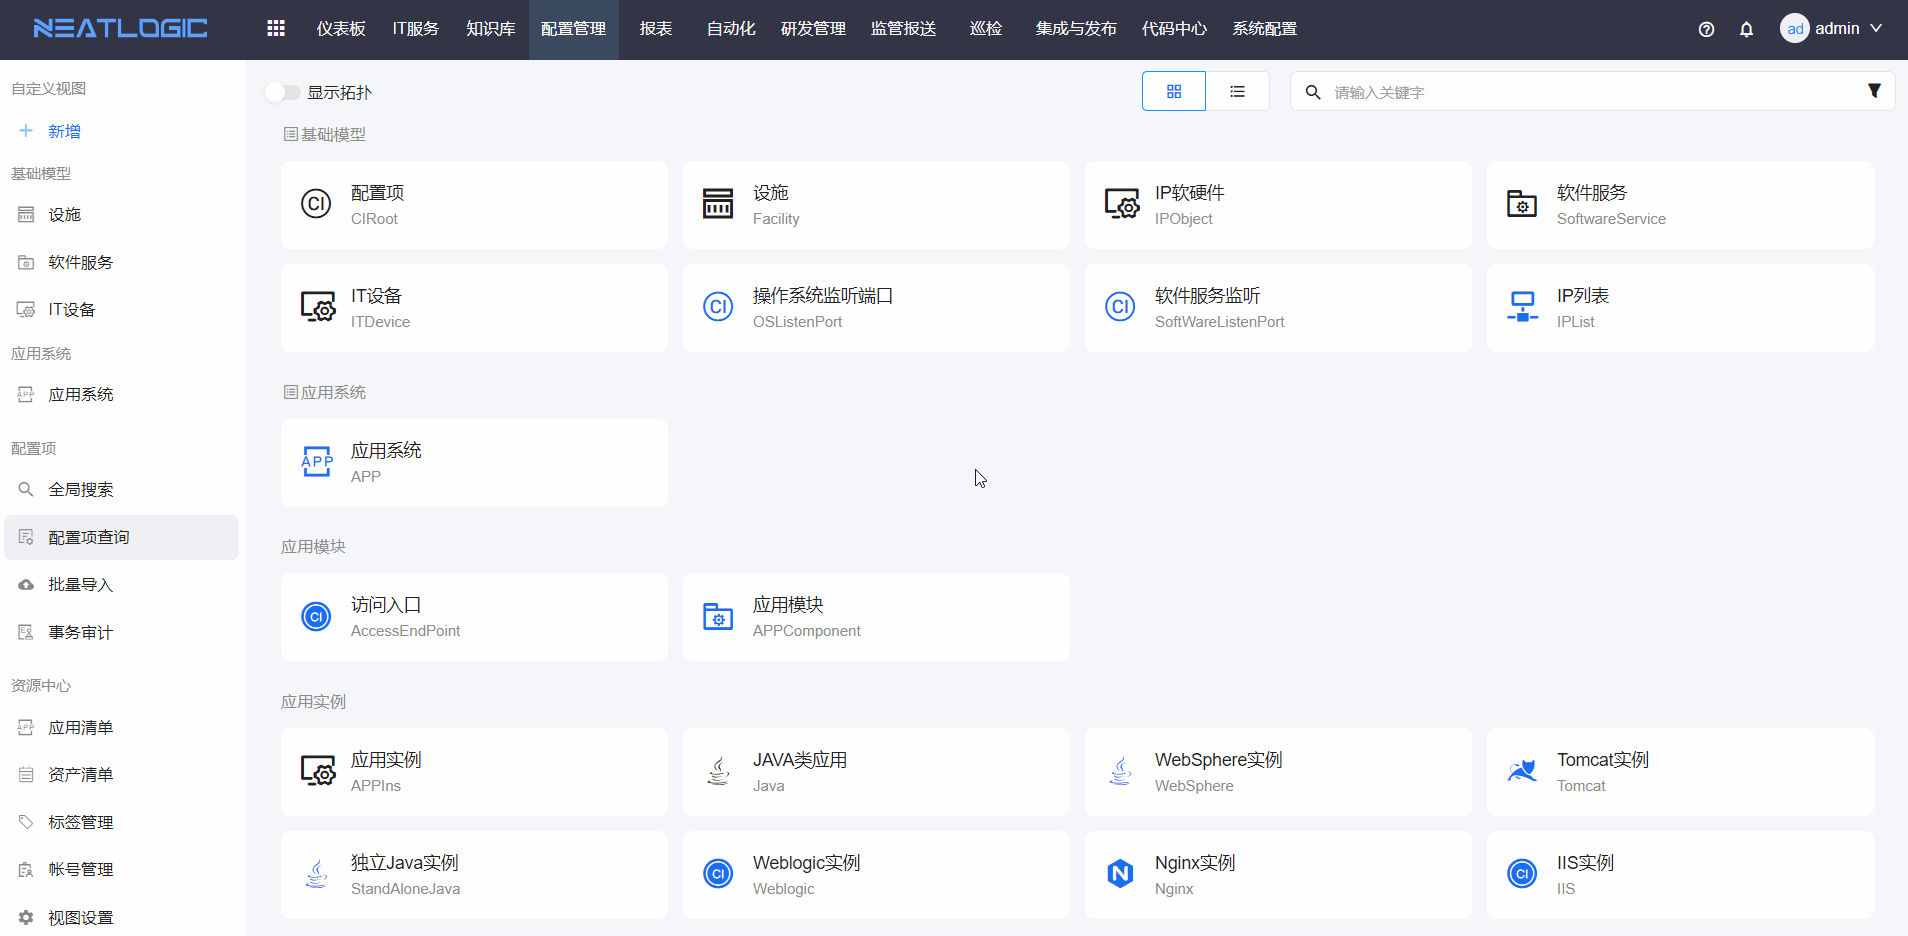 NEATLOGIC
仪表板 IT服务 知识库 配置管理 报表 自动化 研发管理 监管报送 巡检 集成与发布 代码中心 系统配置
ad admin
自定义视图
新增
基础模型
设施
软件服务
IT设备
应用系统
应用系统
配置项
全局搜索
配置项查询
批量导入
事务审计
资源中心
应用清单
资产清单
标签管理
帐号管理
视图设置
显示拓扑
请输入关键字
基础模型
配置项
CIRoot
设施
Facility
IP软硬件
IPObject
软件服务
SoftwareService
IT设备
ITDevice
操作系统监听端口
OSListenPort
软件服务监听
SoftWareListenPort
IP列表
IPList
应用系统
应用系统
APP
应用模块
访问入口
AccessEndPoint
应用模块
APPComponent
应用实例
应用实例
APPIns
JAVA类应用
Java
WebSphere实例
WebSphere
Tomcat实例
Tomcat
独立Java实例
StandAloneJava
Weblogic实例
Weblogic
Nginx实例
Nginx
IIS实例
IIS